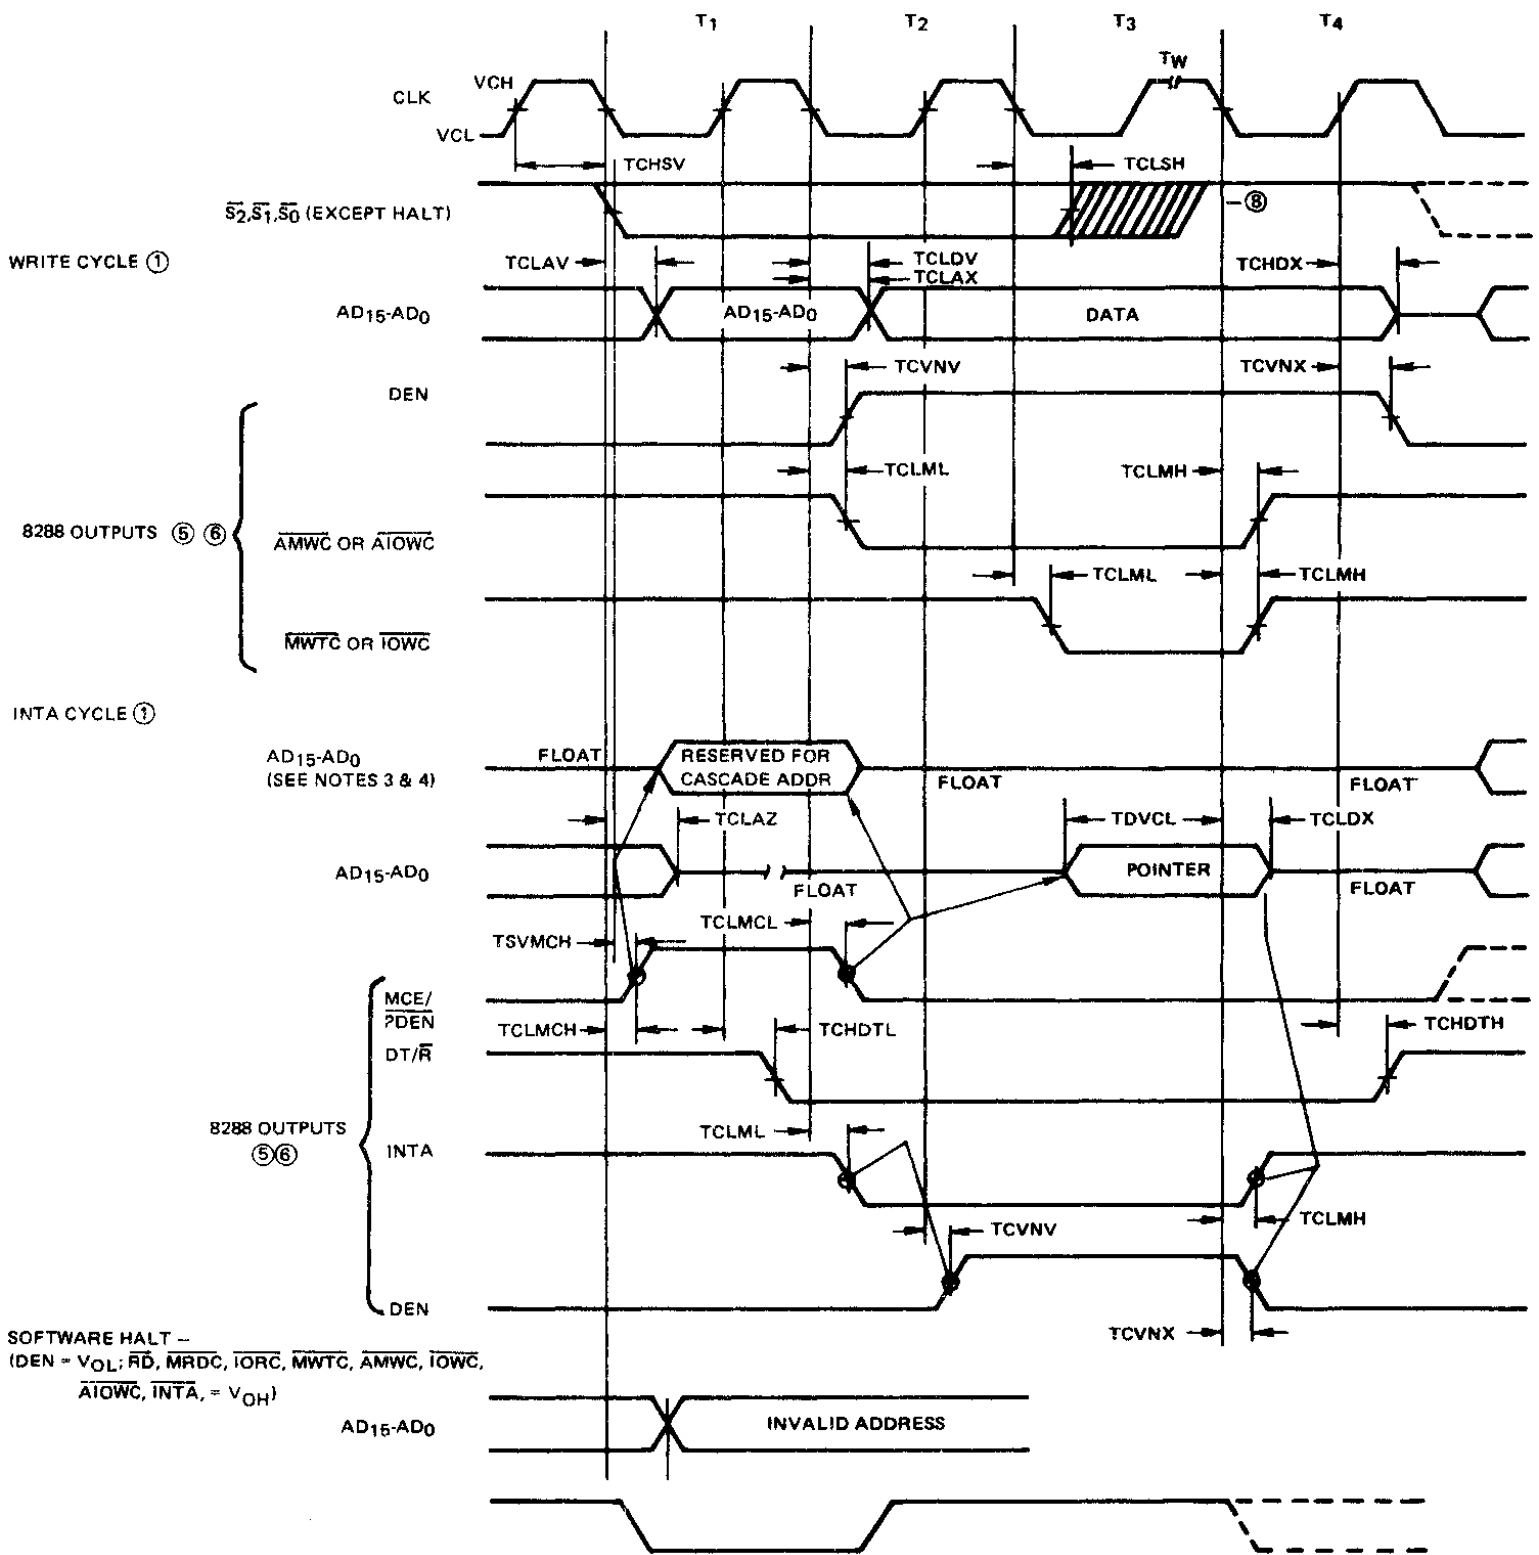 T1 T2 T3 T4
TW
VCH
CLK
VCL
TCHSV TCLSH
S2,S1,S0 (EXCEPT HALT) ⑧
WRITE CYCLE ①
TCLAV TCLDV TCHDX
TCLAX
AD15-AD0 AD15-AD0 DATA
TCVNV TCVNX
DEN
TCLML TCLMH
8288 OUTPUTS ⑤ ⑥
AMWC OR AIOWC
TCLML TCLMH
MWTC OR IOWC
INTA CYCLE ①
AD15-AD0 FLOAT RESERVED FOR
(SEE NOTES 3 & 4) CASCADE ADDR FLOAT FLOAT
TCLAZ TDVCL TCLDX
AD15-AD0 FLOAT POINTER FLOAT
TCLMCL
TSVMCH
MCE/
PDEN
TCLMCH TCHDTL TCHDTH
DT/R
8288 OUTPUTS
⑤⑥
TCLML
INTA
TCLMH
TCVNV
DEN
TCVNX
SOFTWARE HALT –
(DEN = VOL; RD, MRDC, IORC, MWTC, AMWC, IOWC,
AIOWC, INTA, = VOH)
AD15-AD0 INVALID ADDRESS